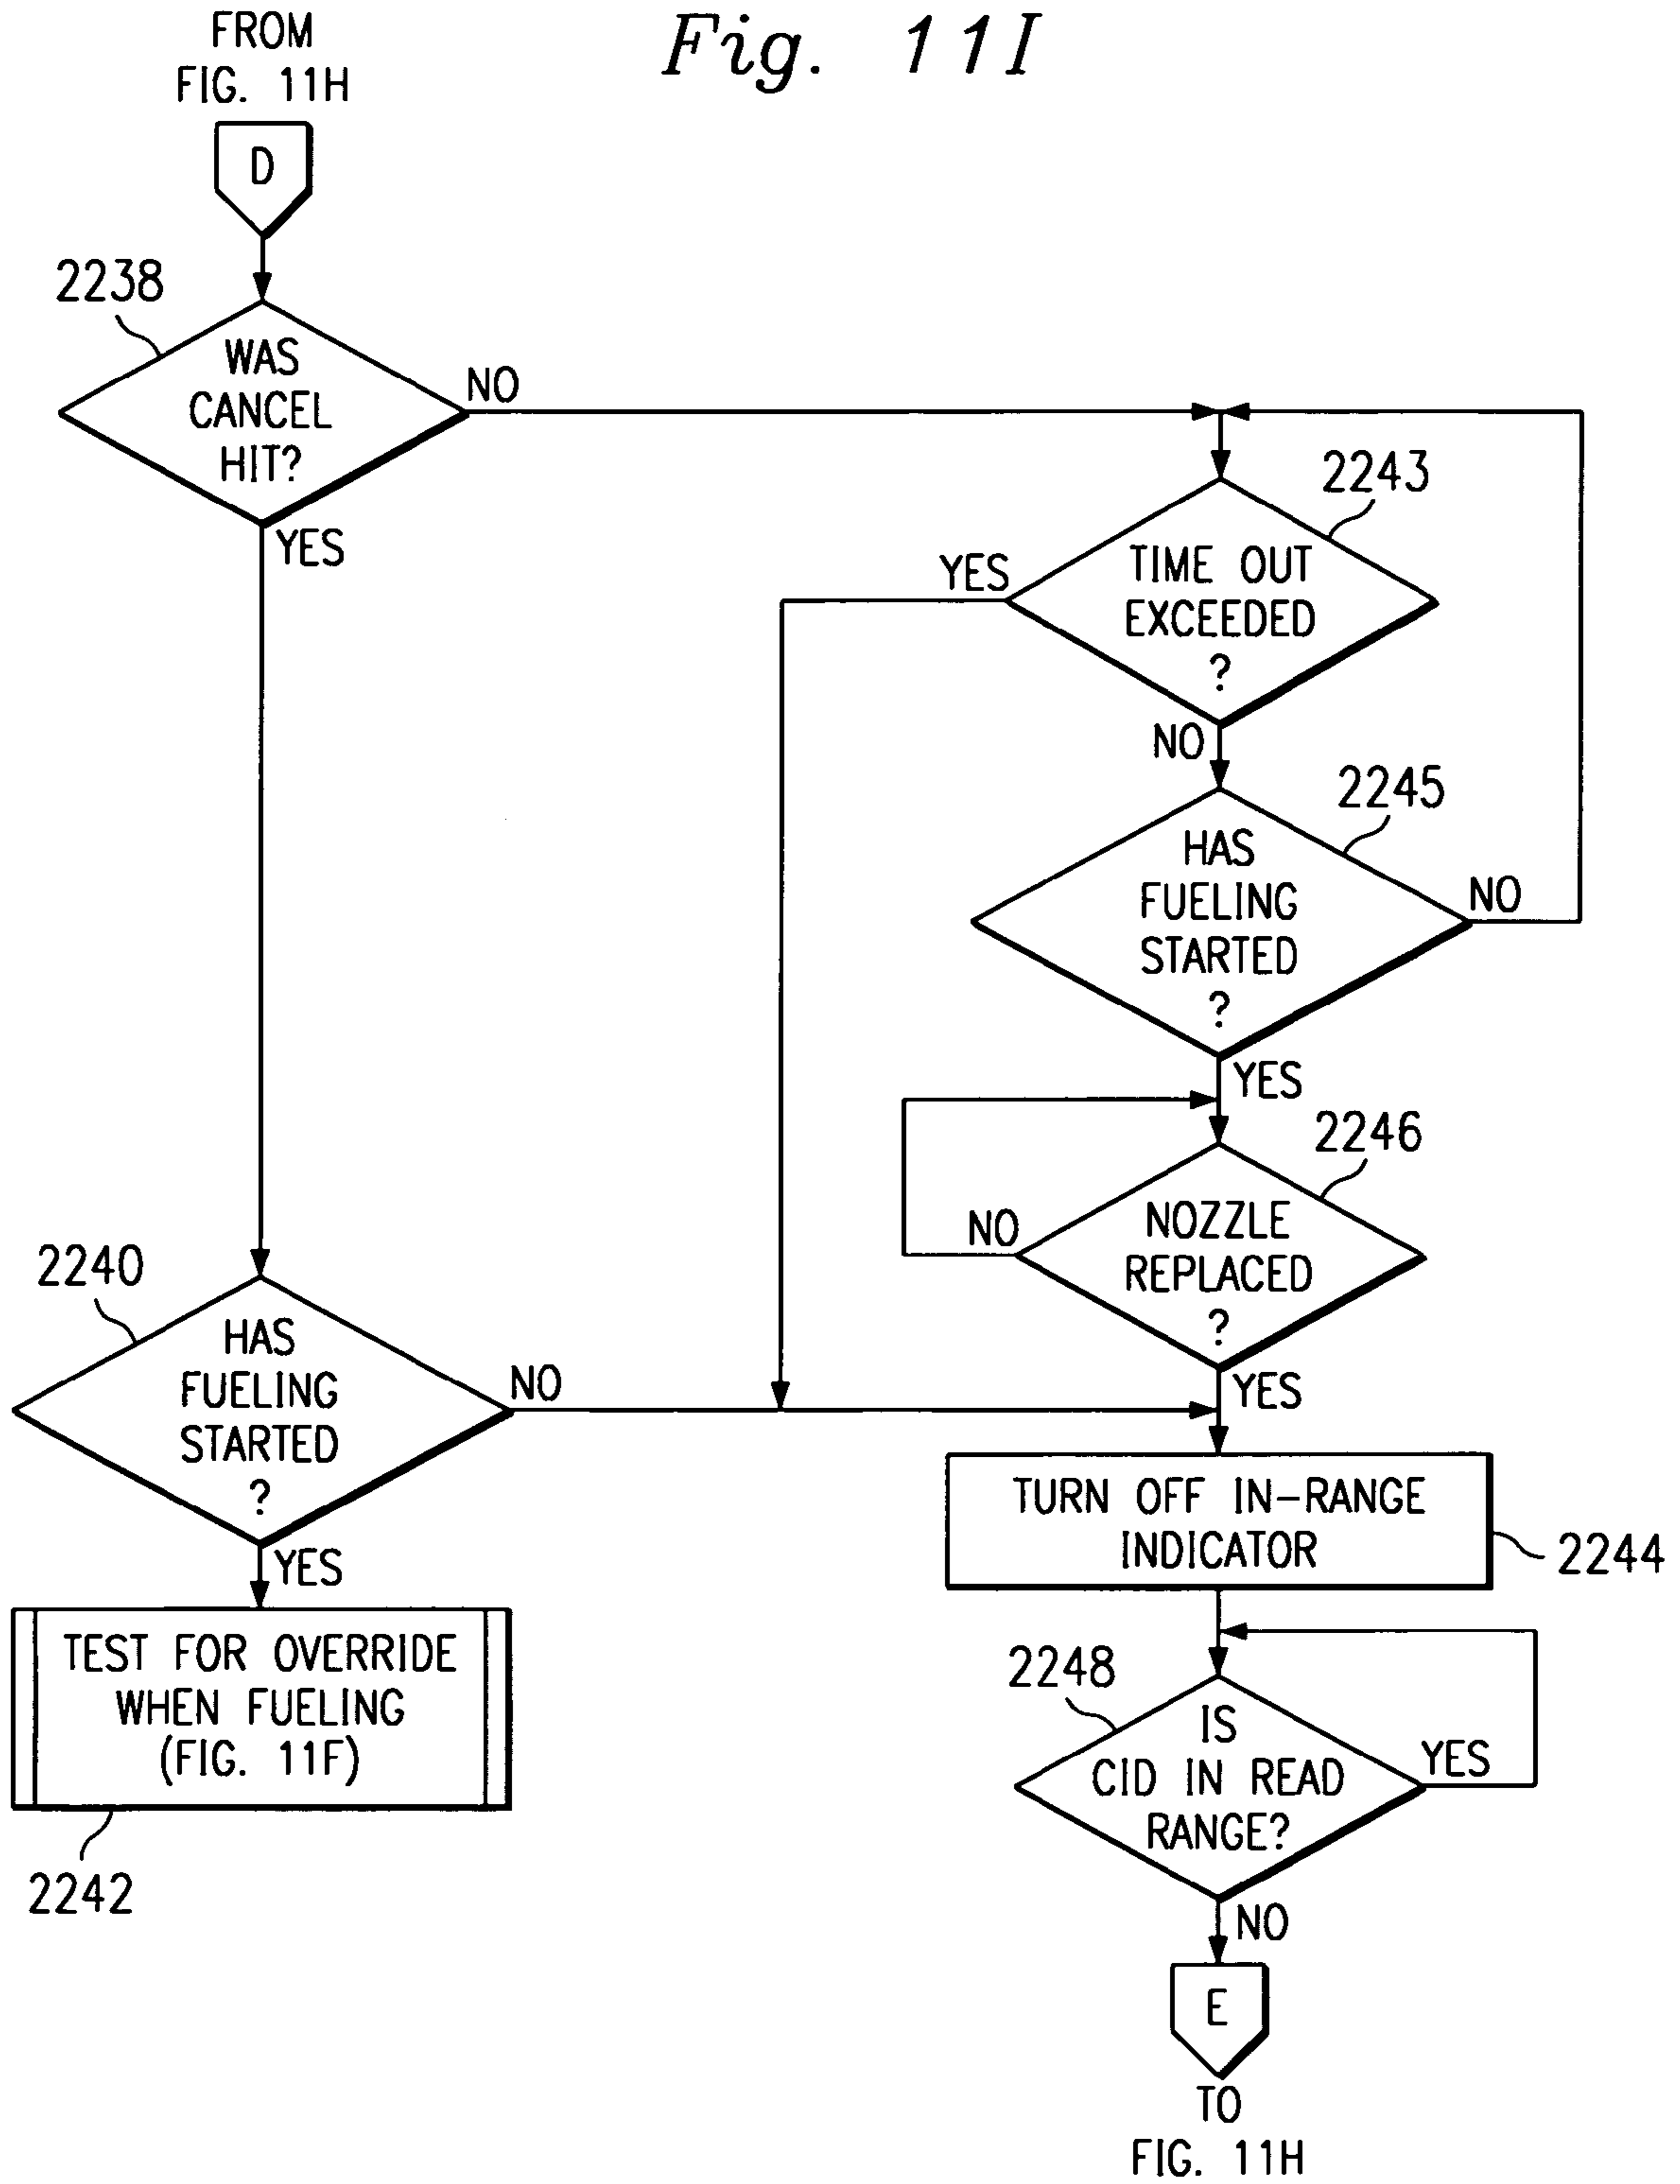 Fig. 11I
FROM
FIG. 11H
D
2238
WAS
CANCEL
HIT?
NO
YES
2243
TIME OUT
EXCEEDED
?
YES
NO
2245
HAS
FUELING
STARTED
?
NO
YES
2246
NOZZLE
REPLACED
?
NO
YES
2240
HAS
FUELING
STARTED
?
NO
YES
TEST FOR OVERRIDE
WHEN FUELING
(FIG. 11F)
2242
TURN OFF IN-RANGE
INDICATOR
2244
2248
IS
CID IN READ
RANGE?
YES
NO
E
TO
FIG. 11H